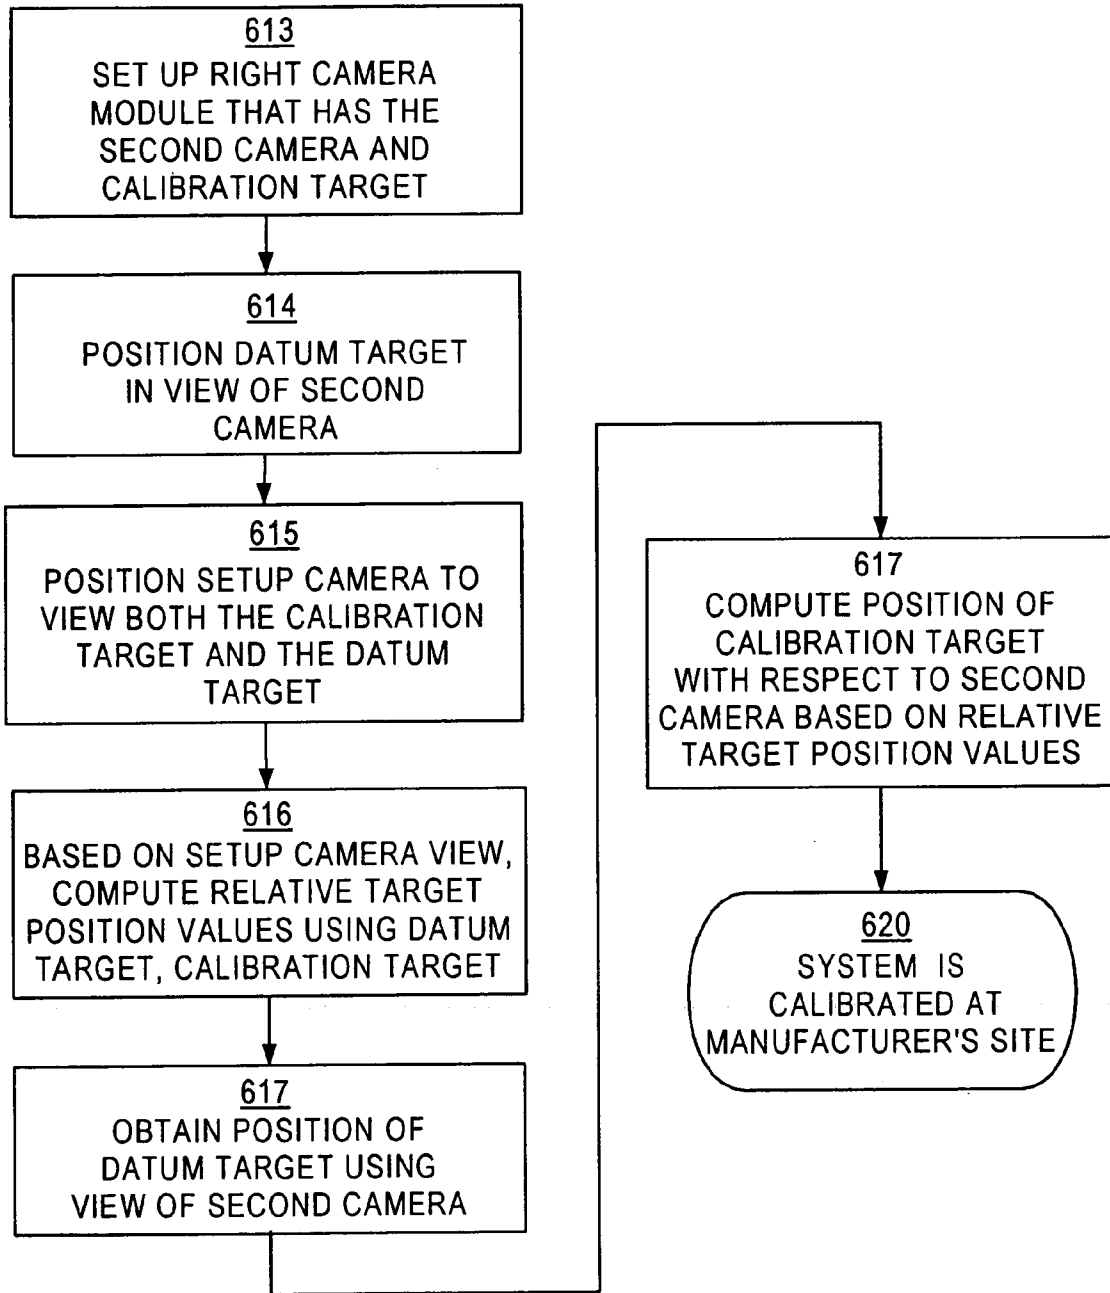 613
SET UP RIGHT CAMERA
MODULE THAT HAS THE
SECOND CAMERA AND
CALIBRATION TARGET
614
POSITION DATUM TARGET
IN VIEW OF SECOND
CAMERA
615
POSITION SETUP CAMERA TO
VIEW BOTH THE CALIBRATION
TARGET AND THE DATUM
TARGET
616
BASED ON SETUP CAMERA VIEW,
COMPUTE RELATIVE TARGET
POSITION VALUES USING DATUM
TARGET, CALIBRATION TARGET
617
OBTAIN POSITION OF
DATUM TARGET USING
VIEW OF SECOND CAMERA
617
COMPUTE POSITION OF
CALIBRATION TARGET
WITH RESPECT TO SECOND
CAMERA BASED ON RELATIVE
TARGET POSITION VALUES
620
SYSTEM IS
CALIBRATED AT
MANUFACTURER'S SITE